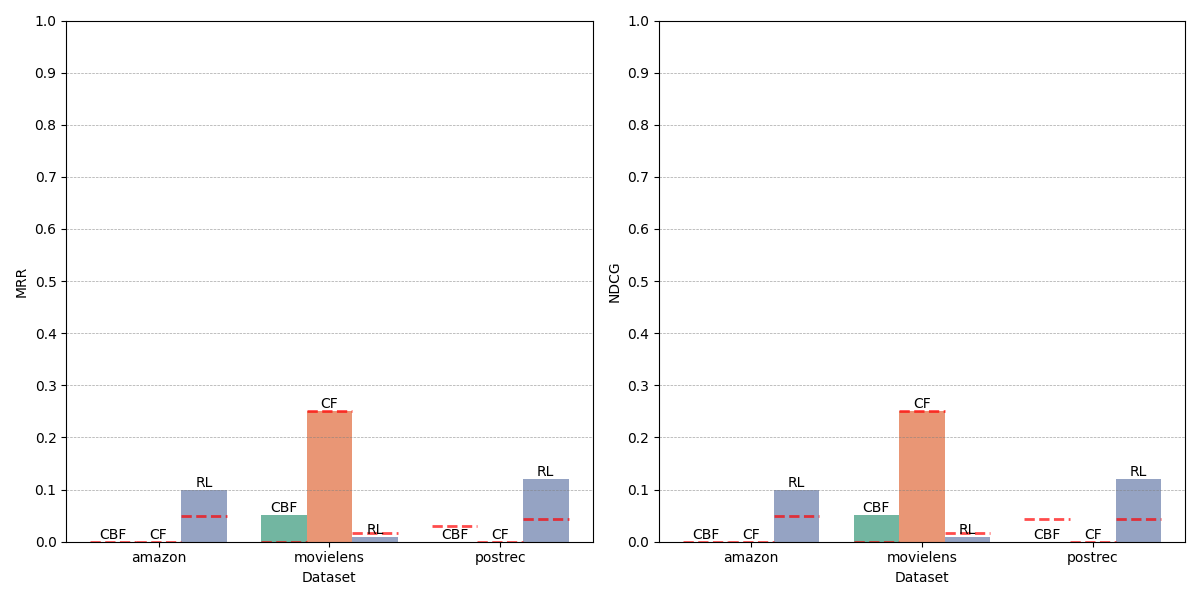 1.0
0.9
0.8
0.7
0.6
0.5
0.4
0.3
0.2
0.1
0.0
MRR
CBF CF RL
CBF CF RL
CBF CF RL
amazon movielens postrec
Dataset
1.0
0.9
0.8
0.7
0.6
0.5
0.4
0.3
0.2
0.1
0.0
NDCG
CBF CF RL
CBF CF RL
CBF CF RL
amazon movielens postrec
Dataset